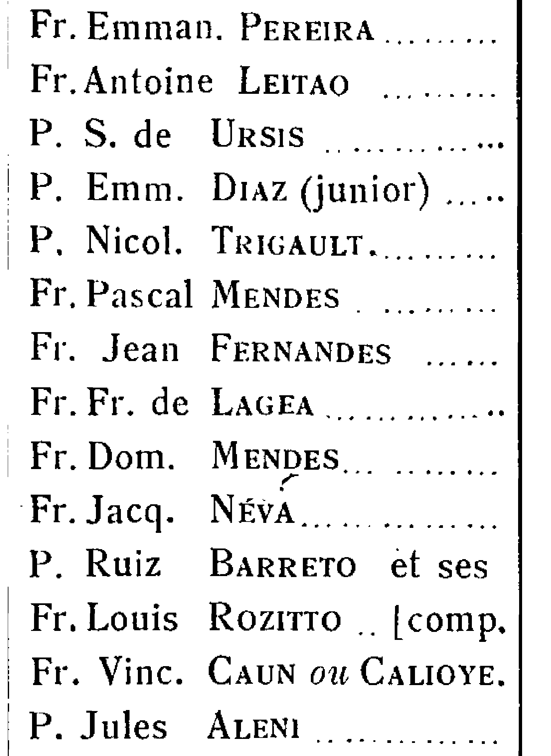 Fr. Emman. PEREIRA .........
Fr. Antoine LEITAO .........
P. S. de URSIS ..............
P. Emm. DIAZ (junior) .....
P. Nicol. TRIGAULT..........
Fr. Pascal MENDES . .........
Fr. Jean FERNANDES ......
Fr. Fr. de LAGEA ..............
Fr. Dom. MENDES... .........
Fr. Jacq. NÉVA................
P. Ruiz BARRETO et ses
Fr. Louis ROZITTO .. [comp.
Fr. Vinc. CAUN ou CALIOYE.
P. Jules ALENI ..............